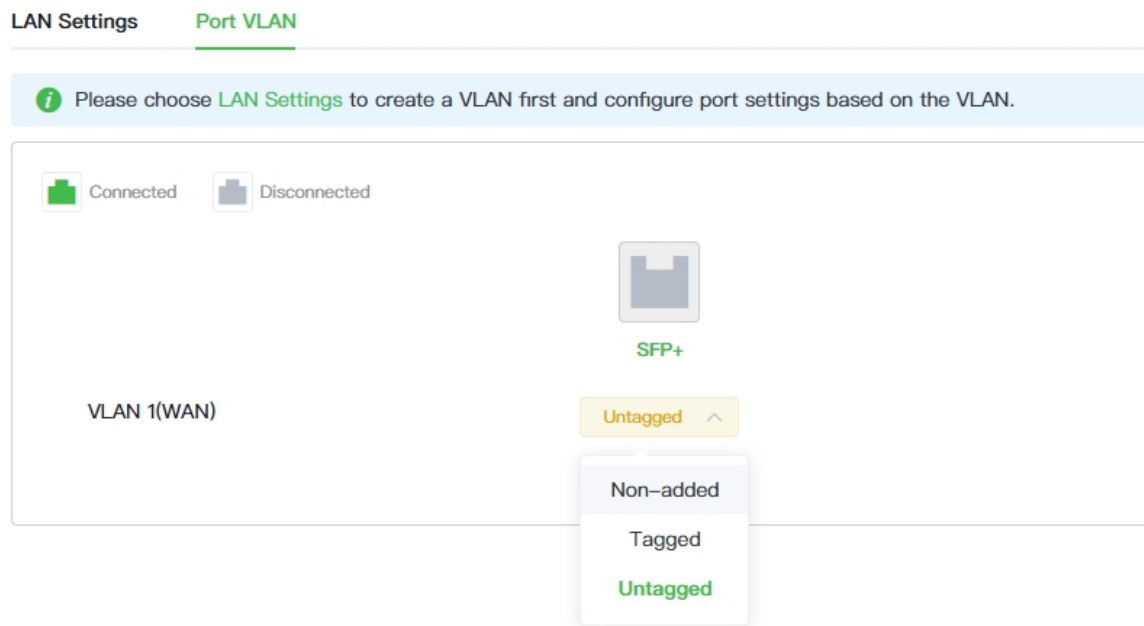 LAN Settings Port VLAN
Please choose LAN Settings to create a VLAN first and configure port settings based on the VLAN.
Connected Disconnected
SFP+
VLAN 1(WAN) Untagged
Non-added
Tagged
Untagged